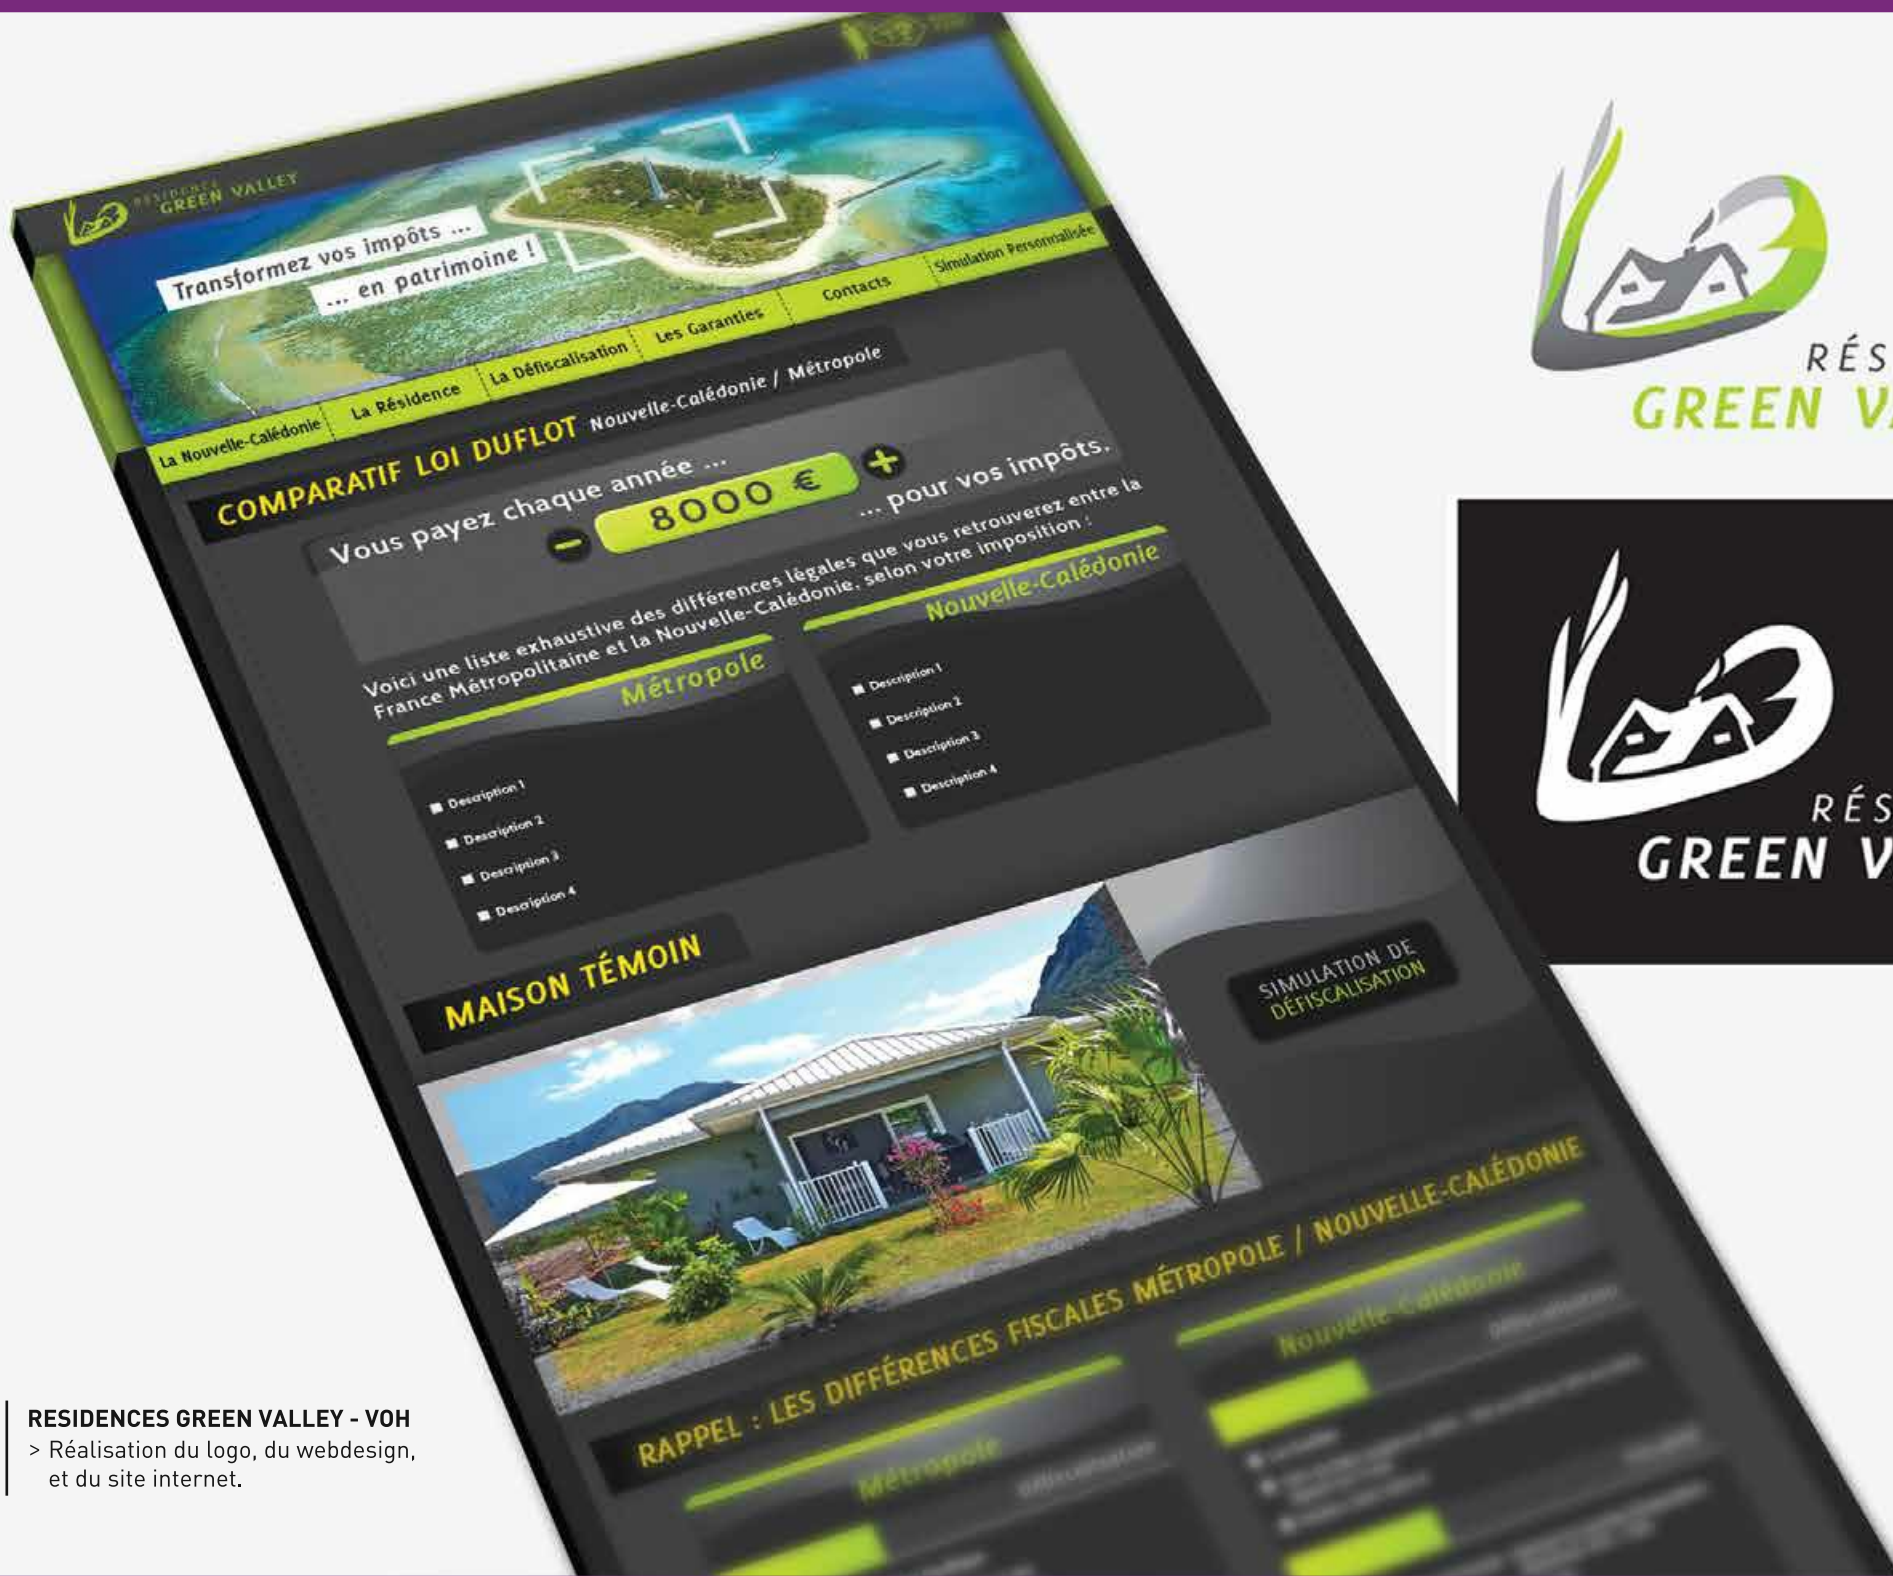 RÉSIDENCE
GREEN VALLEY
Transformez vos impôts ...
... en patrimoine !
La Nouvelle-Calédonie
La Résidence
La Défiscalisation
Les Garanties
Contacts
Simulation Personnalisée
COMPARATIF LOI DUFLOT Nouvelle-Calédonie / Métropole
Vous payez chaque année ...
- 8000 € +
... pour vos impôts.
Voici une liste exhaustive des différences légales que vous retrouverez entre la
France Métropolitaine et la Nouvelle-Calédonie, selon votre imposition :
Métropole
Description 1
Description 2
Description 3
Description 4
Nouvelle-Calédonie
Description 1
Description 2
Description 3
Description 4
MAISON TÉMOIN
SIMULATION DE
DÉFISCALISATION
RAPPEL : LES DIFFÉRENCES FISCALES MÉTROPOLE / NOUVELLE-CALÉDONIE
Métropole
Nouvelle-Calédonie
RÉS
GREEN VA
RÉS
GREEN V
RESIDENCES GREEN VALLEY - VOH
> Réalisation du logo, du webdesign,
et du site internet.